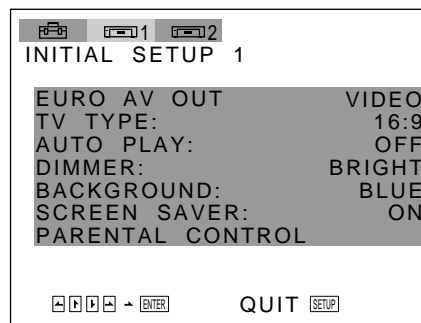 1 2
INITIAL SETUP 1
EURO AV OUT VIDEO
TV TYPE: 16:9
AUTO PLAY: OFF
DIMMER: BRIGHT
BACKGROUND: BLUE
SCREEN SAVER: ON
PARENTAL CONTROL
ENTER QUIT SETUP